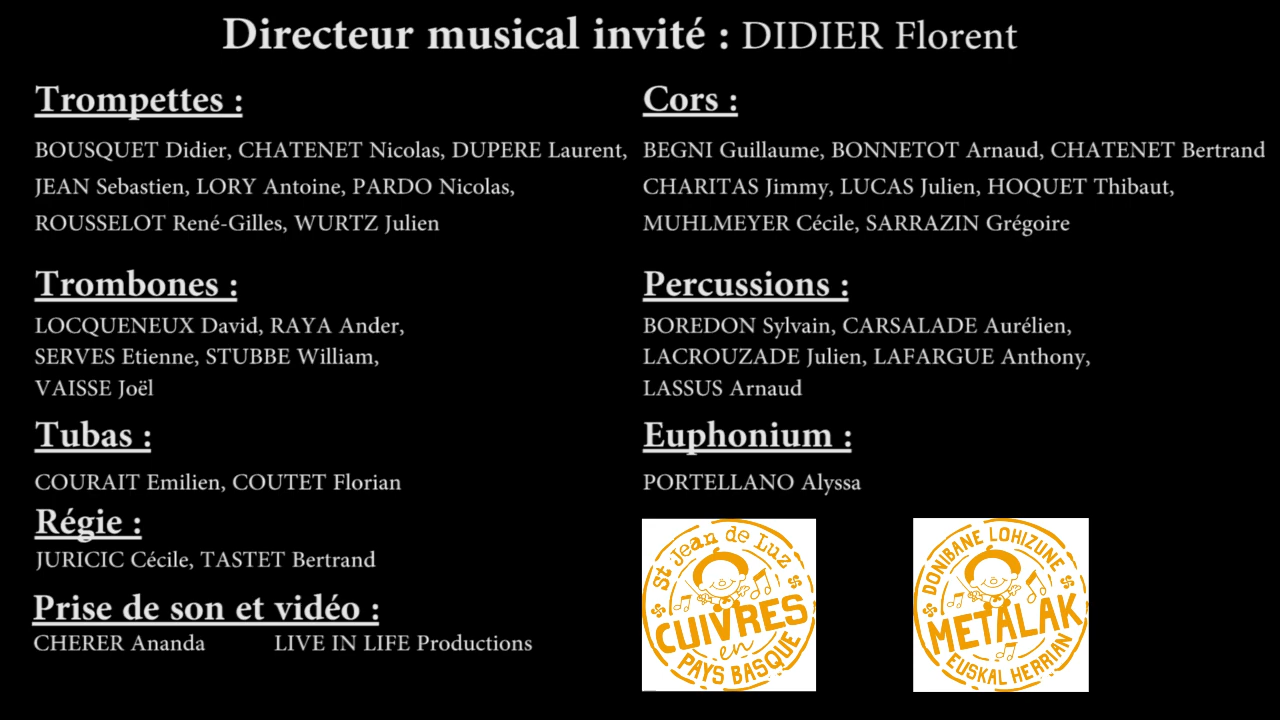 Directeur musical invité : DIDIER Florent
Trompettes :
BOUSQUET Didier, CHATENET Nicolas, DUPERE Laurent,
JEAN Sebastien, LORY Antoine, PARDO Nicolas,
ROUSSELOT René-Gilles, WURTZ Julien
Cors :
BEGNI Guillaume, BONNETOT Arnaud, CHATENET Bertrand
CHARITAS Jimmy, LUCAS Julien, HOQUET Thibaut,
MUHLMEYER Cécile, SARRAZIN Grégoire
Trombones :
LOCQUENEUX David, RAYA Ander,
SERVES Etienne, STUBBE William,
VAISSE Joël
Percussions :
BOREDON Sylvain, CARSALADE Aurélien,
LACROUZADE Julien, LAFARGUE Anthony,
LASSUS Arnaud
Tubas :
COURAIT Emilien, COUTET Florian
Euphonium :
PORTELLANO Alyssa
Régie :
JURICIC Cécile, TASTET Bertrand
Prise de son et vidéo :
CHERER Ananda LIVE IN LIFE Productions
St Jean de Luz
CUIVRES
en
PAYS BASQUE
DONIBANE LOHIZUNE
METALAK
EUSKAL HERRIAN